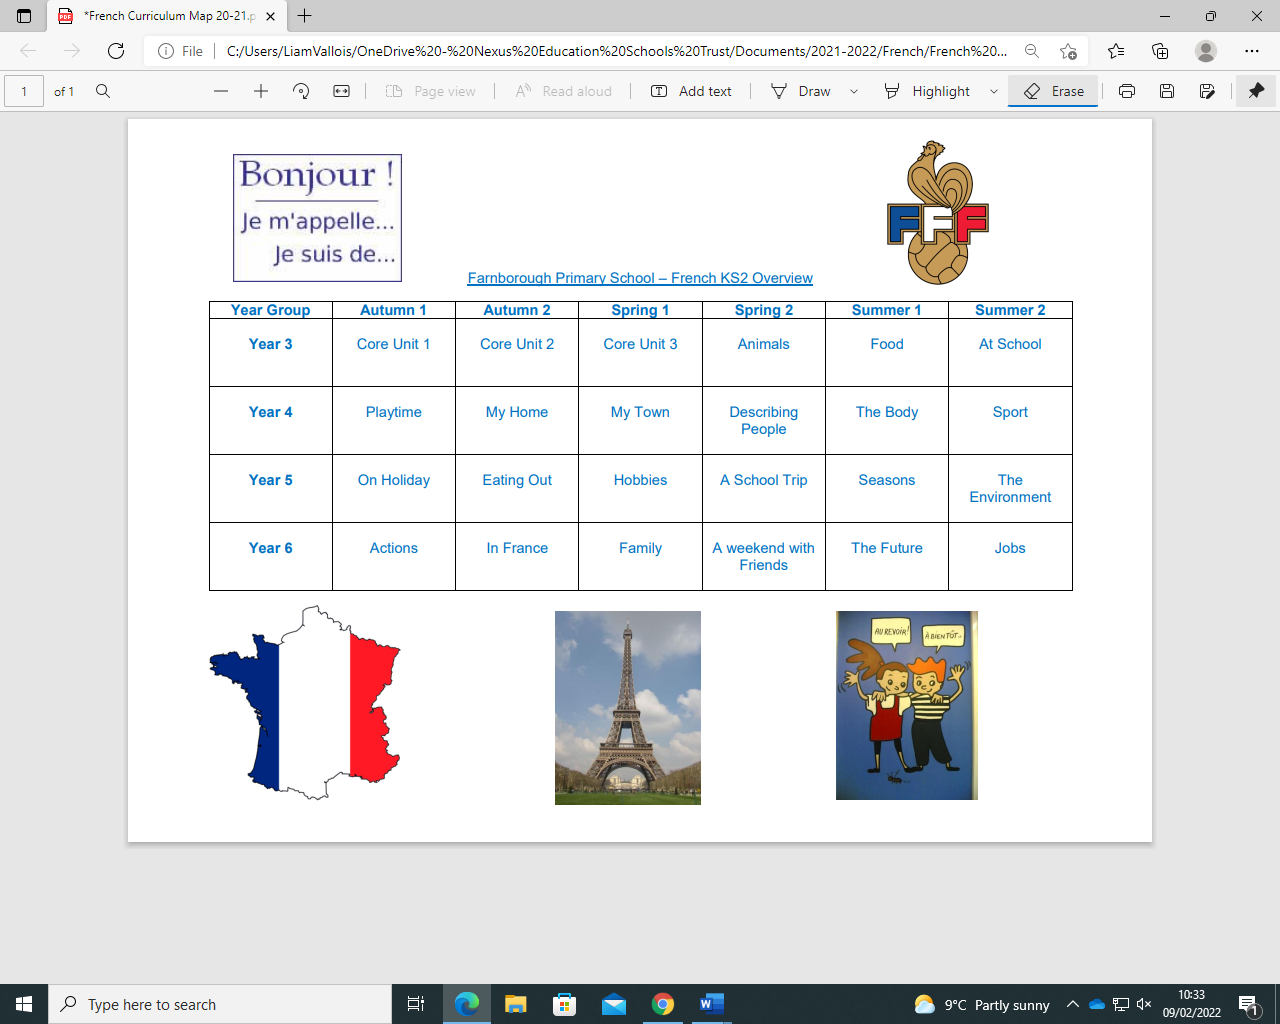 *French Curriculum Map 20-21.p
File
C:/Users/LiamVallois/OneDrive%20-%20Nexus%20Education%20Schools%20Trust/Documents/2021-2022/French/French%20...
1 of 1
Page view
Read aloud
Add text
Draw
Highlight
Erase
Bonjour !
Je m'appelle...
Je suis de...
FFF
Farnborough Primary School – French KS2 Overview
Year Group Autumn 1 Autumn 2 Spring 1 Spring 2 Summer 1 Summer 2
Year 3 Core Unit 1 Core Unit 2 Core Unit 3 Animals Food At School
Year 4 Playtime My Home My Town Describing People The Body Sport
Year 5 On Holiday Eating Out Hobbies A School Trip Seasons The Environment
Year 6 Actions In France Family A weekend with Friends The Future Jobs
AU REVOIR!
À BIENTÔT..
Type here to search
9°C Partly sunny
10:33
09/02/2022
1